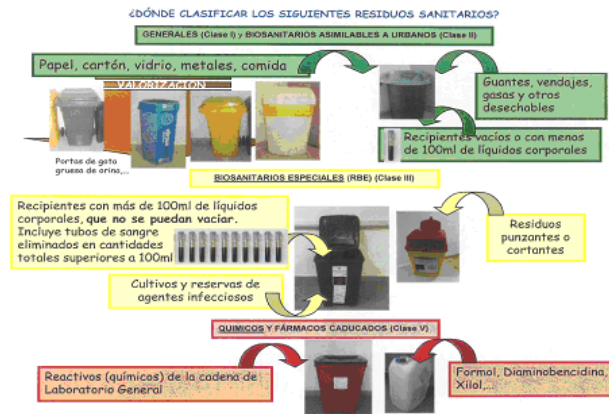 ¿DÓNDE CLASIFICAR LOS SIGUIENTES RESIDUOS SANITARIOS?
GENERALES (Clase I) y BIOSANITARIOS ASIMILABLES A URBANOS (Clase II)
Papel, cartón, vidrio, metales, comida
VALORIZACION
Guantes, vendajes,
gasas y otros
desechables
Recipientes vacíos o con menos
de 100ml de líquidos corporales
Portas de gota
gruesa de orina,...
BIOSANITARIOS ESPECIALES (RBE) (Clase III)
Recipientes con más de 100ml de líquidos
corporales, que no se puedan vaciar.
Incluye tubos de sangre
eliminados en cantidades
totales superiores a 100ml
Residuos
punzantes o
cortantes
Cultivos y reservas de
agentes infecciosos
QUIMICOS Y FÁRMACOS CADUCADOS (Clase V)
Reactivos (químicos) de la cadena de
Laboratorio General
Formol, Diaminobencidina,
Xilol,...